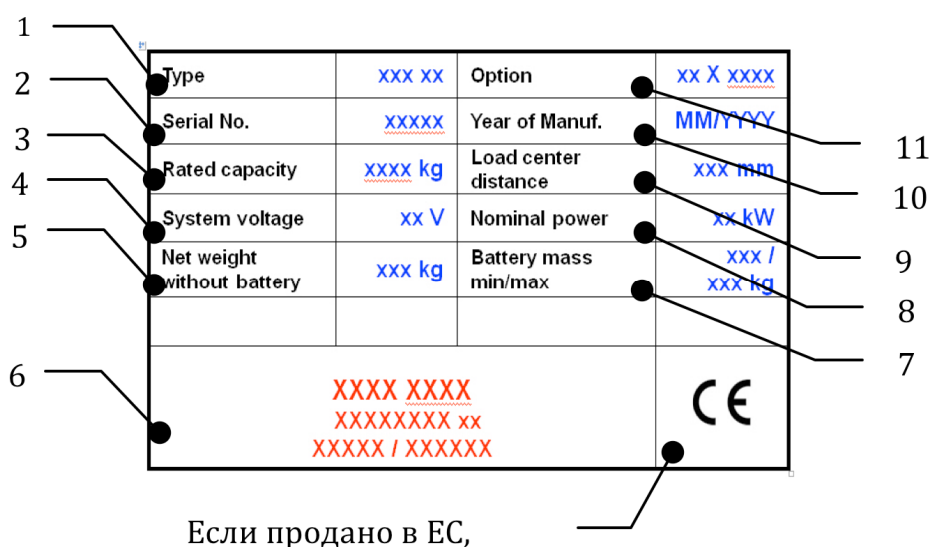 1
2
3
4
5
6
Type xxx xx Option xx X xxxx
Serial No. xxxxx Year of Manuf. MM/YYYY
Rated capacity xxxx kg Load center distance xxx mm
System voltage xx V Nominal power xx kW
Net weight without battery xxx kg Battery mass min/max xxx / xxx kg
XXXX XXXX
XXXXXXXX xx
XXXXX / XXXXXX
CE
11
10
9
8
7
Если продано в ЕС,